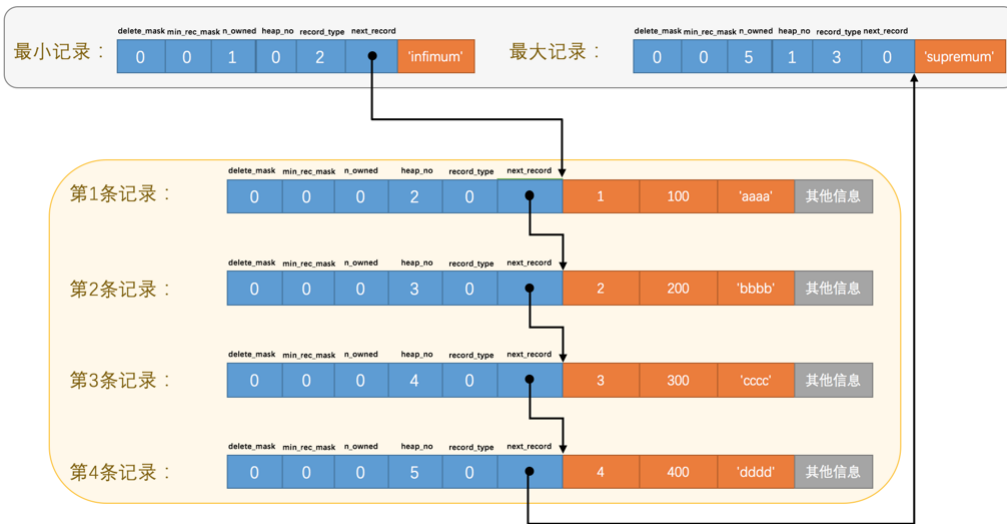 delete_mask min_rec_mask n_owned heap_no record_type next_record
最小记录： 0 0 1 0 2 'infimum'
delete_mask min_rec_mask n_owned heap_no record_type next_record
最大记录： 0 0 5 1 3 0 'supremum'
delete_mask min_rec_mask n_owned heap_no record_type next_record
第1条记录： 0 0 0 2 0 1 100 'aaaa' 其他信息
delete_mask min_rec_mask n_owned heap_no record_type next_record
第2条记录： 0 0 0 3 0 2 200 'bbbb' 其他信息
delete_mask min_rec_mask n_owned heap_no record_type next_record
第3条记录： 0 0 0 4 0 3 300 'cccc' 其他信息
delete_mask min_rec_mask n_owned heap_no record_type next_record
第4条记录： 0 0 0 5 0 4 400 'dddd' 其他信息